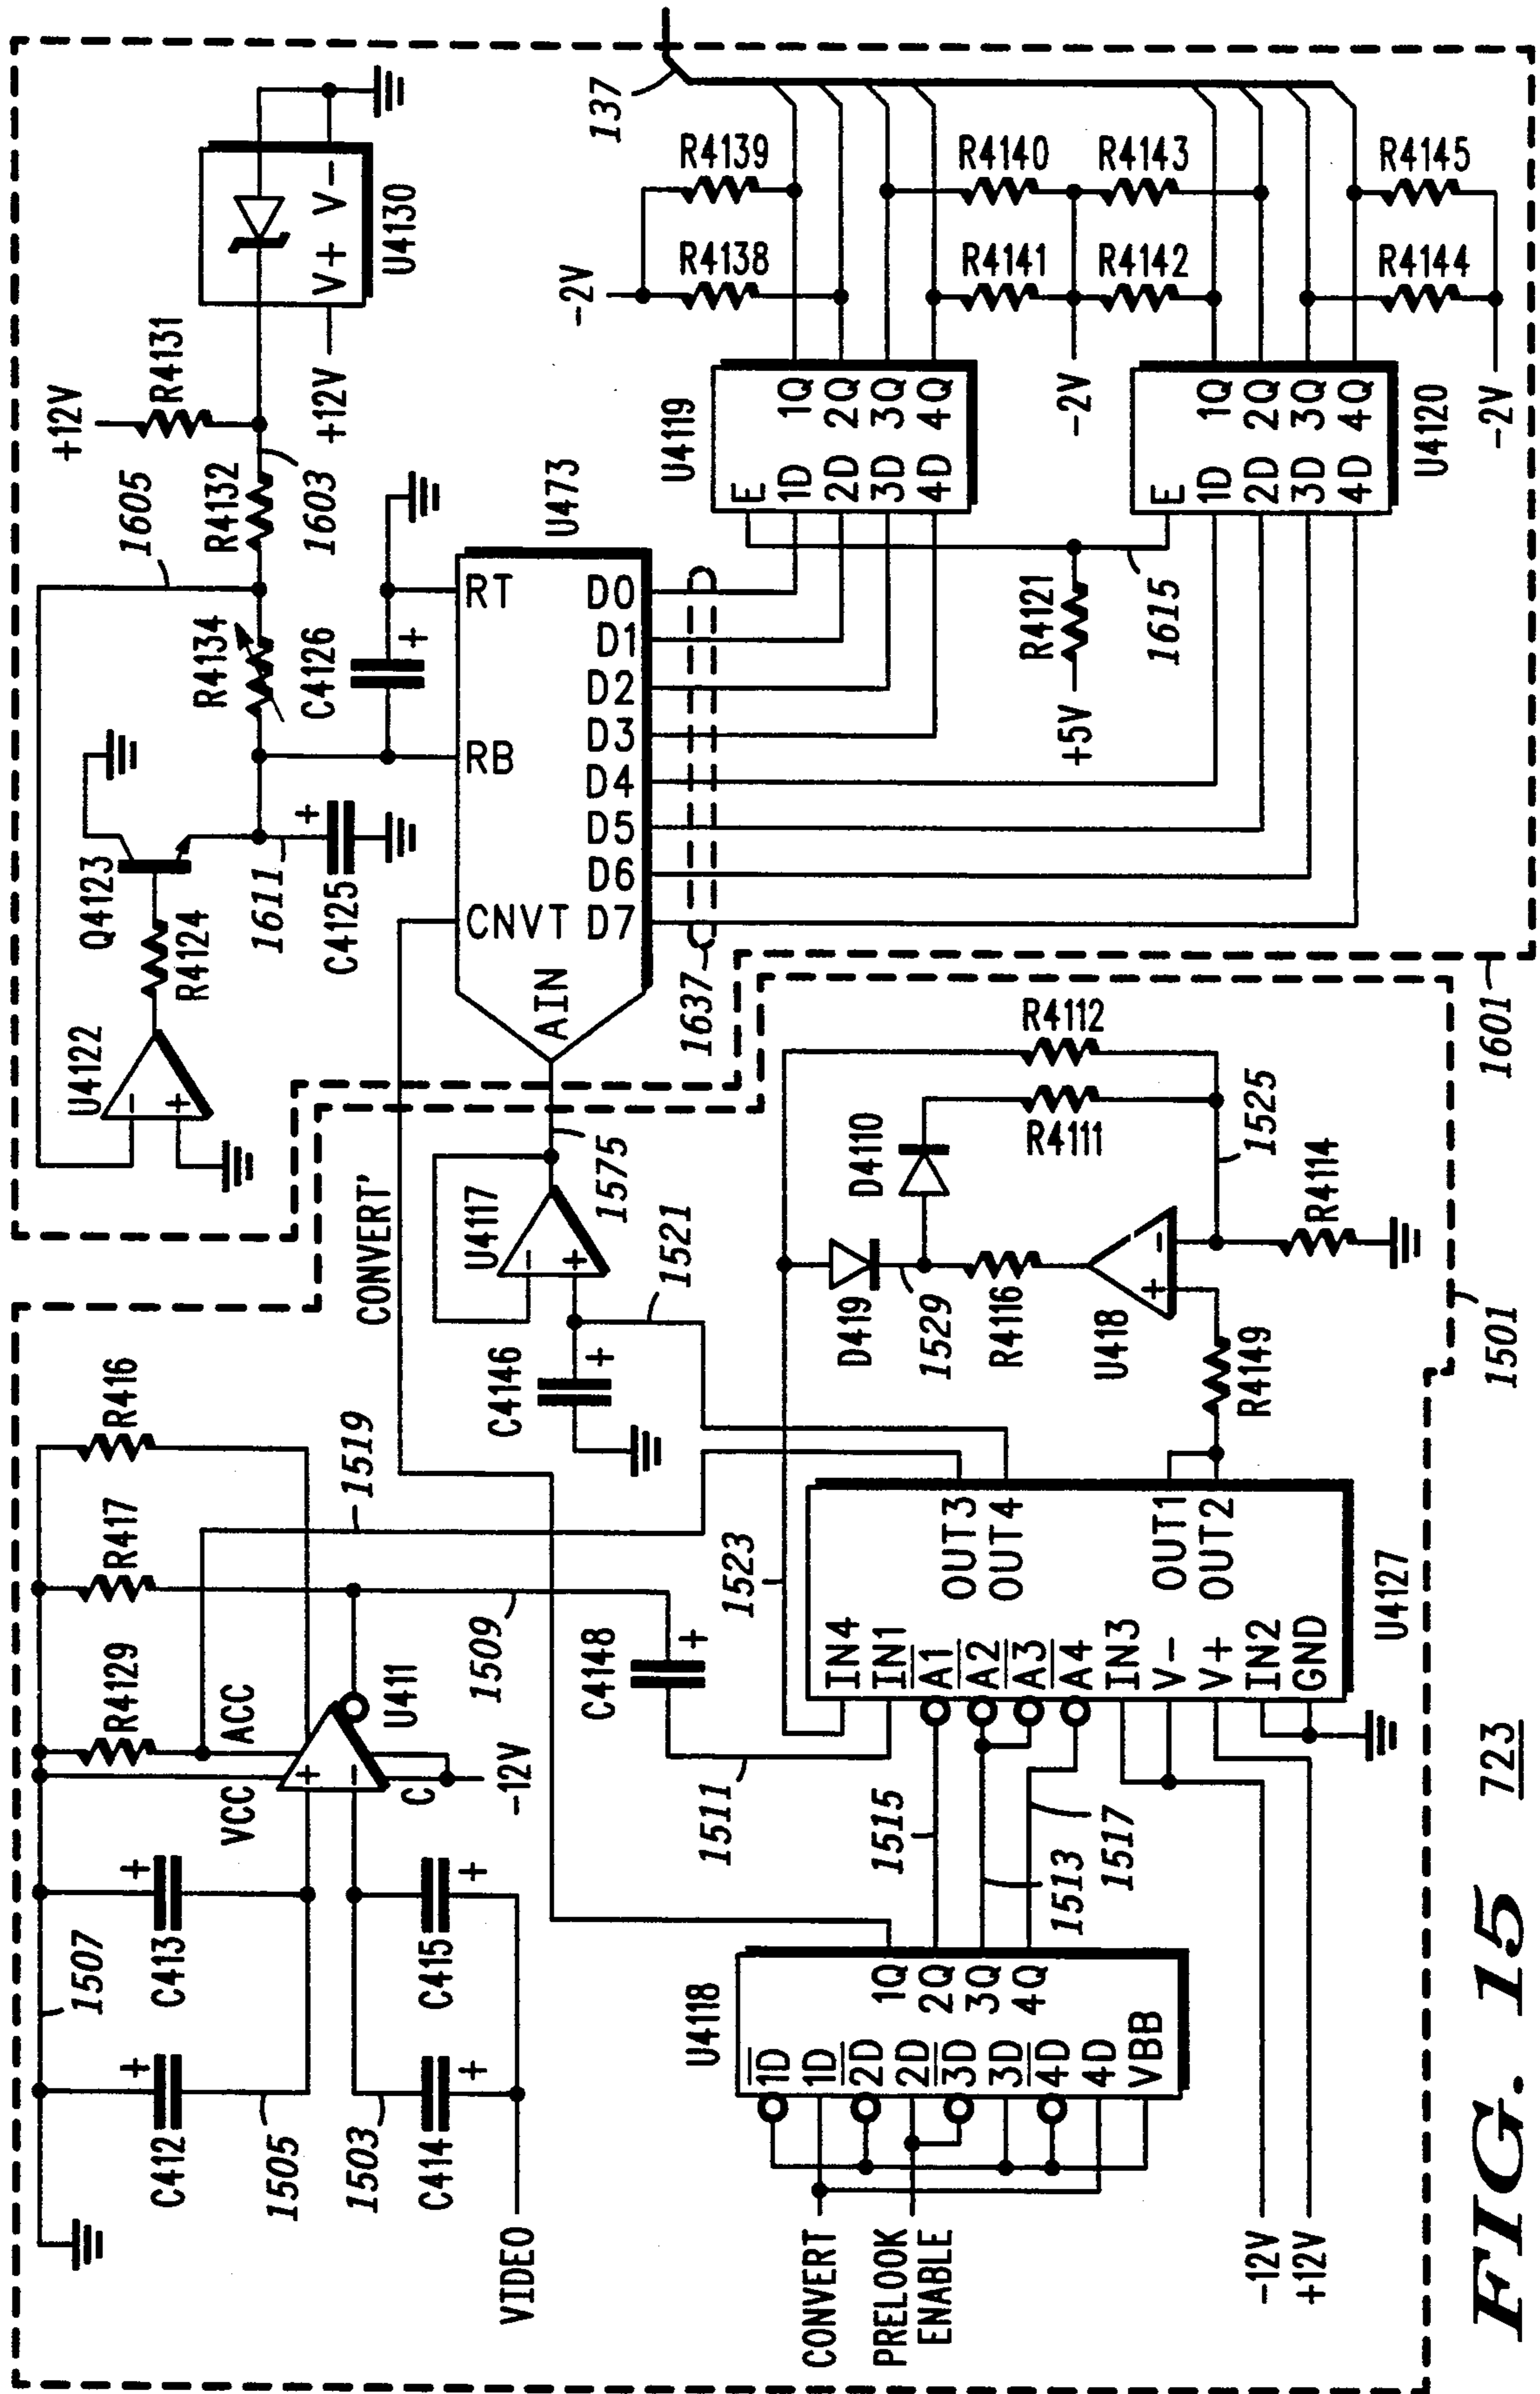 +12V
R4131
1605
R4132
1603
+12V
V+ V-
U4130
Q4123
R4124
U4122
-
+
1611
C4125
+
R4134
C4126
+
137
CNVT
RB
RT
U473
AIN
D7 D6 D5 D4 D3 D2 D1 D0
1637
-2V
R4138
R4139
U4119
E
1D 1Q
2D 2Q
3D 3Q
4D 4Q
R4141
R4140
-2V
R4142
R4143
+5V
R4121
1615
E
1D 1Q
2D 2Q
3D 3Q
4D 4Q
U4120
R4144
R4145
-2V
1601
1507
C412
+
C413
+
1505
1503
C414
+
C415
+
VIDEO
VCC
ACC
+
-
C
-12V
U411
R4129
R417
R416
1519
1509
CONVERT'
C4148
+
1511
C4146
+
U4117
-
+
1575
1521
U4118
1D
1D 1Q
2D 2Q
2D 3Q
3D 4Q
3D
4D
4D
VBB
CONVERT
PRELOOK
ENABLE
1515
1513
1517
1523
IN4
IN1
A1
A2
A3
A4
IN3
V-
V+
IN2
GND
OUT3
OUT4
OUT1
OUT2
U4127
-12V
+12V
D419
D4110
1529
R4116
U418
+
-
R4149
R4111
R4112
1525
R4114
1501
FIG. 15 723